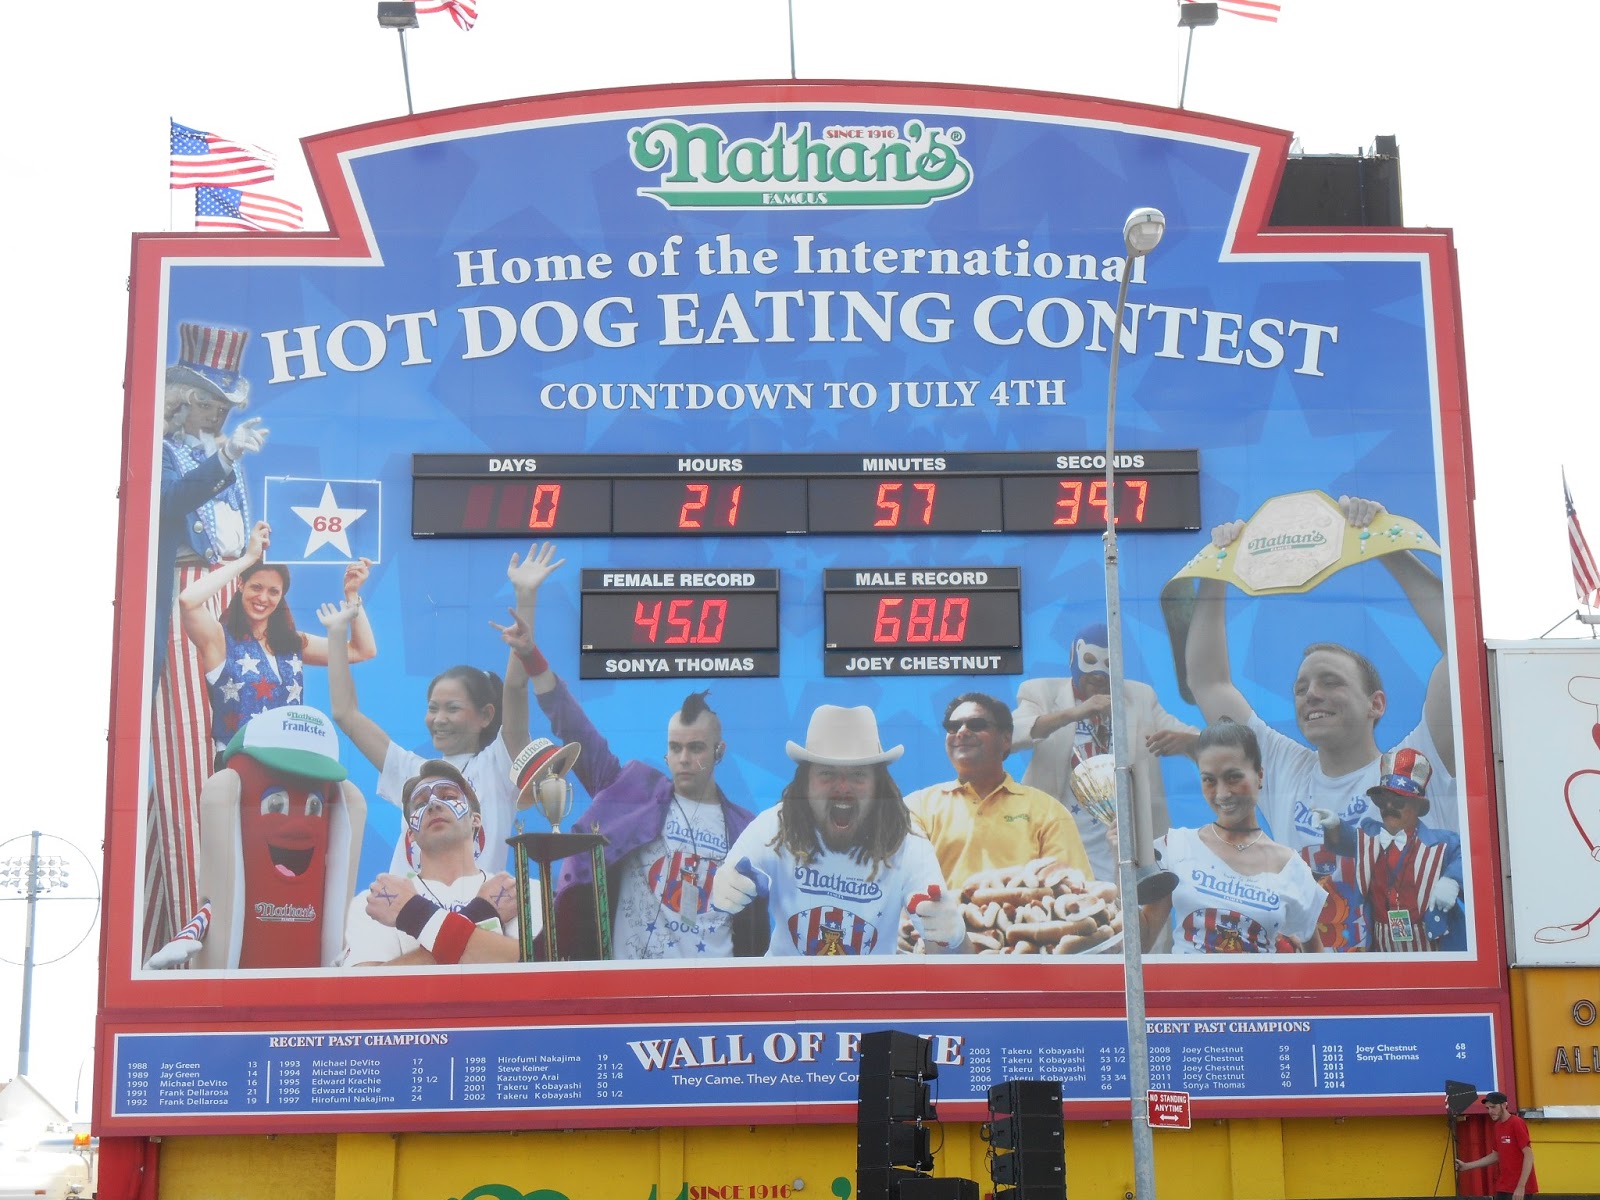 SINCE 1916
Nathan's®
FAMOUS
Home of the International
HOT DOG EATING CONTEST
COUNTDOWN TO JULY 4TH
DAYS HOURS MINUTES SECONDS
0 21 57
68
FEMALE RECORD
45.0
SONYA THOMAS
MALE RECORD
68.0
JOEY CHESTNUT
Nathan's
Nathan's
Frankster
Nathan's
Nathan's
Nathan's
2008
Nathan's
Nathan's
RECENT PAST CHAMPIONS
1988 Jay Green 13
1989 Jay Green 13
1990 Michael DeVito 16
1991 Frank Dellarosa 21
1992 Frank Dellarosa 19
1993 Michael DeVito 17
1994 Michael DeVito 20
1995 Edward Krachie 19 1/2
1996 Edward Krachie 22
1997 Hirofumi Nakajima 24
1998 Hirofumi Nakajima 19
1999 Steve Keiner 21 1/2
2000 Kazutoyo Arai 25 1/8
2001 Takeru Kobayashi 50
2002 Takeru Kobayashi 50 1/2
WALL OF
They Came. They Ate. They
ECENT PAST CHAMPIONS
2003 Takeru Kobayashi 44 1/2
2004 Takeru Kobayashi 53 1/2
2005 Takeru Kobayashi 49
2006 Takeru Kobayashi 53 3/4
66
2008 Joey Chestnut 59
2009 Joey Chestnut 68
2010 Joey Chestnut 54
2011 Joey Chestnut 62
2011 Sonya Thomas 40
2012 Joey Chestnut 68
2012 Sonya Thomas 45
2013
2013
2014
NO STANDING
ANYTIME
SINCE 1916
ALL